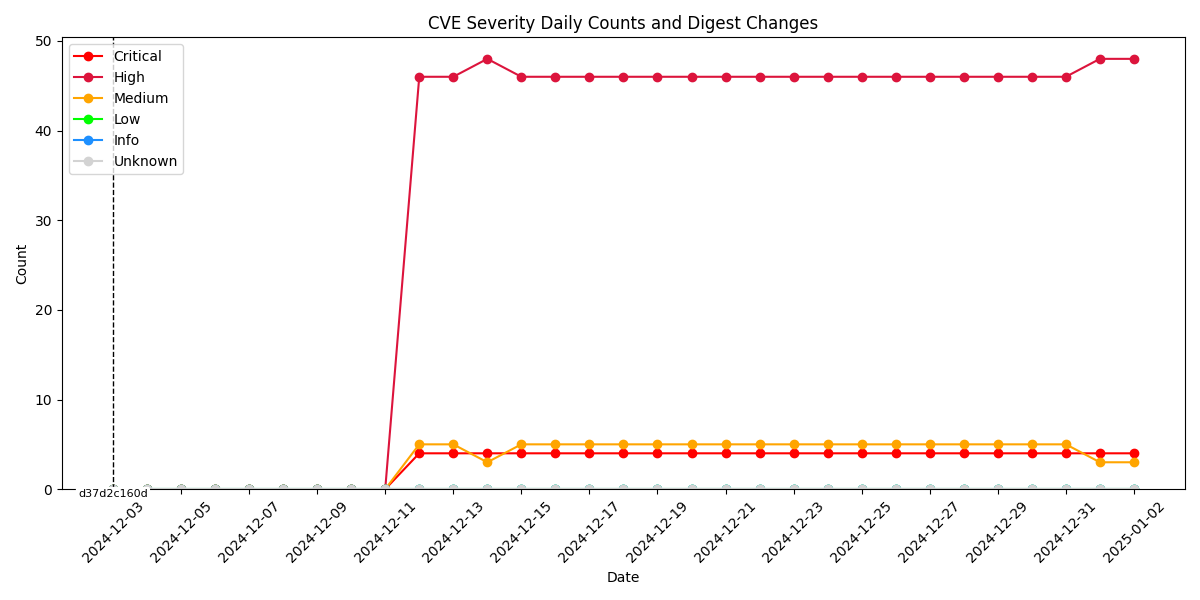 CVE Severity Daily Counts and Digest Changes
50
40
30
20
10
0
Count
Critical
High
Medium
Low
Info
Unknown
d37d2c160d
2024-12-03
2024-12-05
2024-12-07
2024-12-09
2024-12-11
2024-12-13
2024-12-15
2024-12-17
2024-12-19
2024-12-21
2024-12-23
2024-12-25
2024-12-27
2024-12-29
2024-12-31
2025-01-02
Date